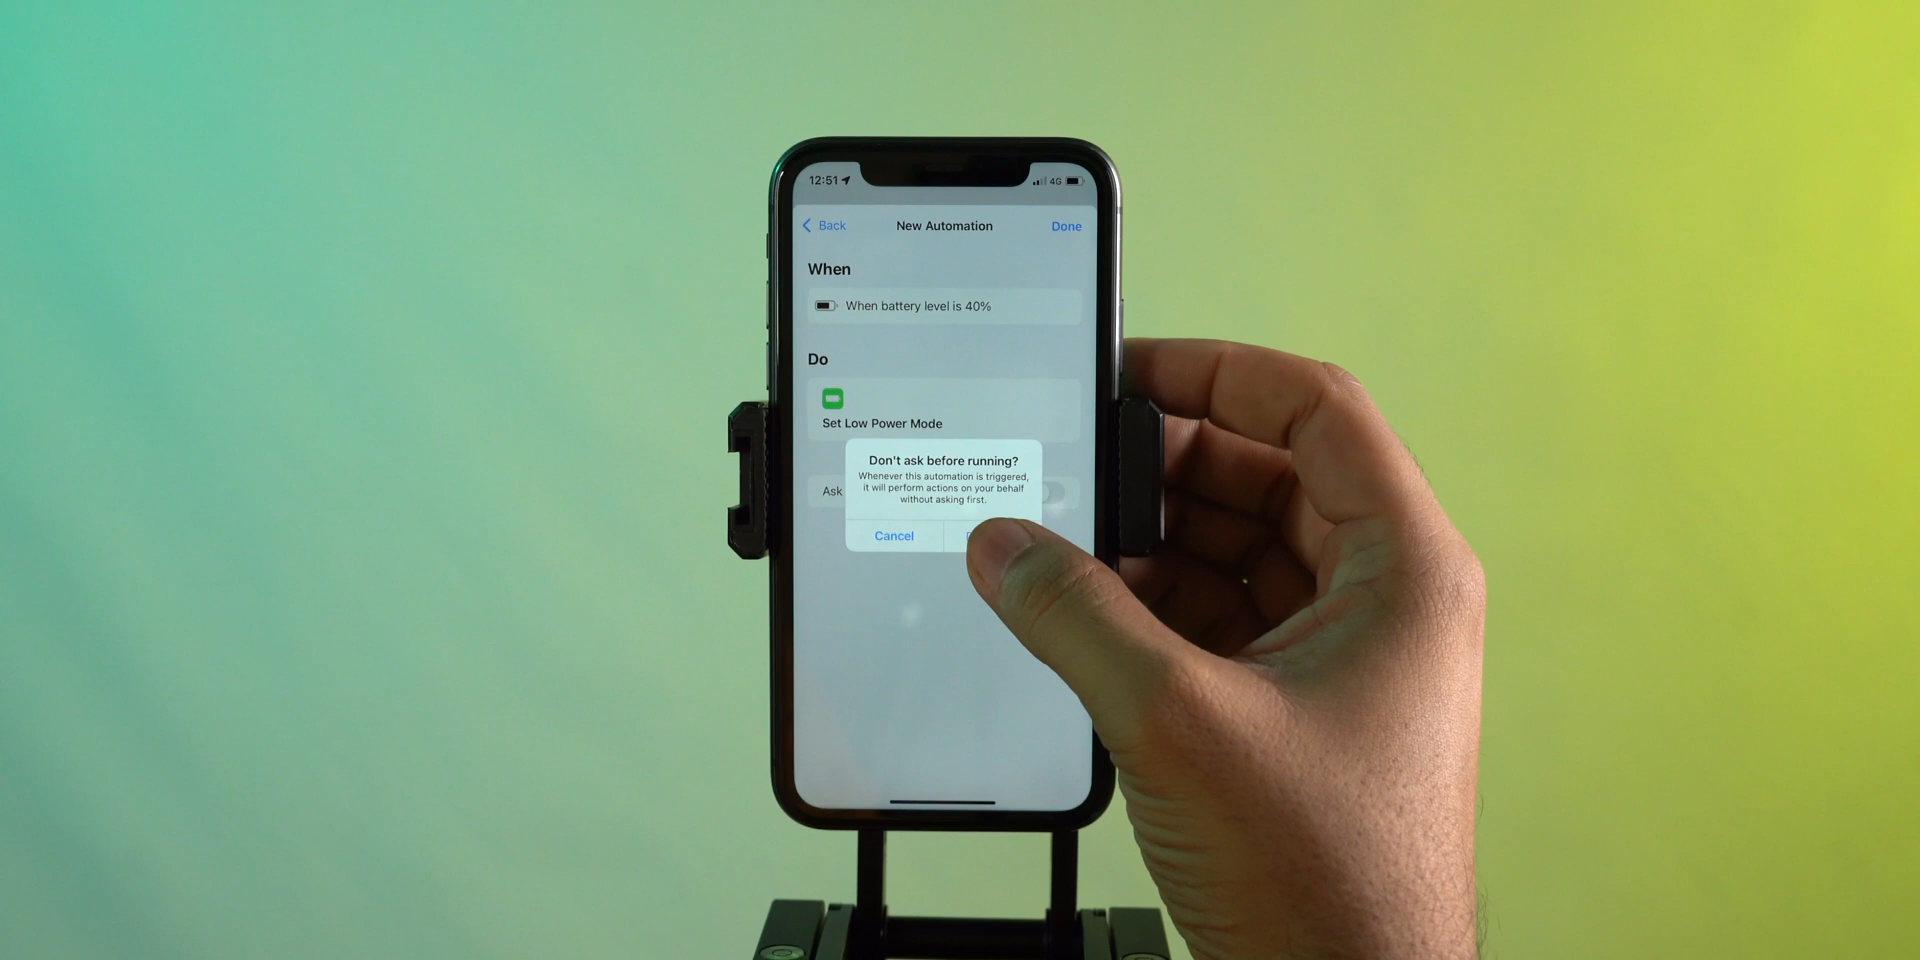 12:51 4G
Back New Automation Done
When
When battery level is 40%
Do
Set Low Power Mode
Don't ask before running?
Whenever this automation is triggered,
it will perform actions on your behalf
without asking first.
Ask
Cancel